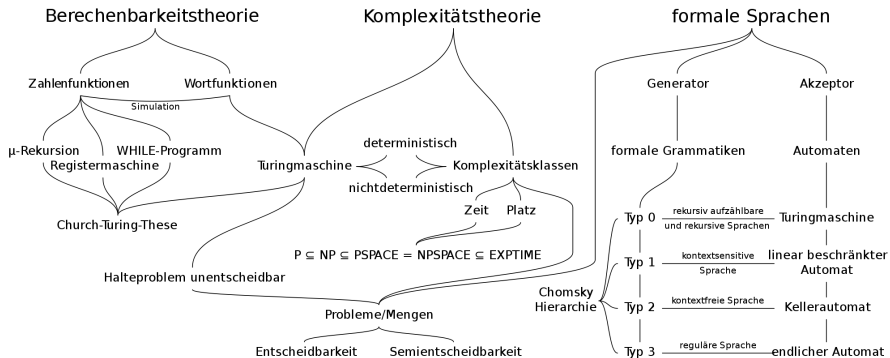 Berechenbarkeitstheorie
Komplexitätstheorie
formale Sprachen
Zahlenfunktionen
Wortfunktionen
Generator
Akzeptor
Simulation
µ-Rekursion
WHILE-Programm
Registermaschine
Turingmaschine
deterministisch
nichtdeterministisch
Komplexitätsklassen
formale Grammatiken
Automaten
Zeit
Platz
Church-Turing-These
P ⊆ NP ⊆ PSPACE = NPSPACE ⊆ EXPTIME
Halteproblem unentscheidbar
Typ 0
rekursiv aufzählbare
und rekursive Sprachen
Turingmaschine
Typ 1
kontextsensitive
Sprache
linear beschränkter
Automat
Chomsky
Hierarchie
Typ 2
kontextfreie Sprache
Kellerautomat
Typ 3
reguläre Sprache
endlicher Automat
Probleme/Mengen
Entscheidbarkeit
Semientscheidbarkeit